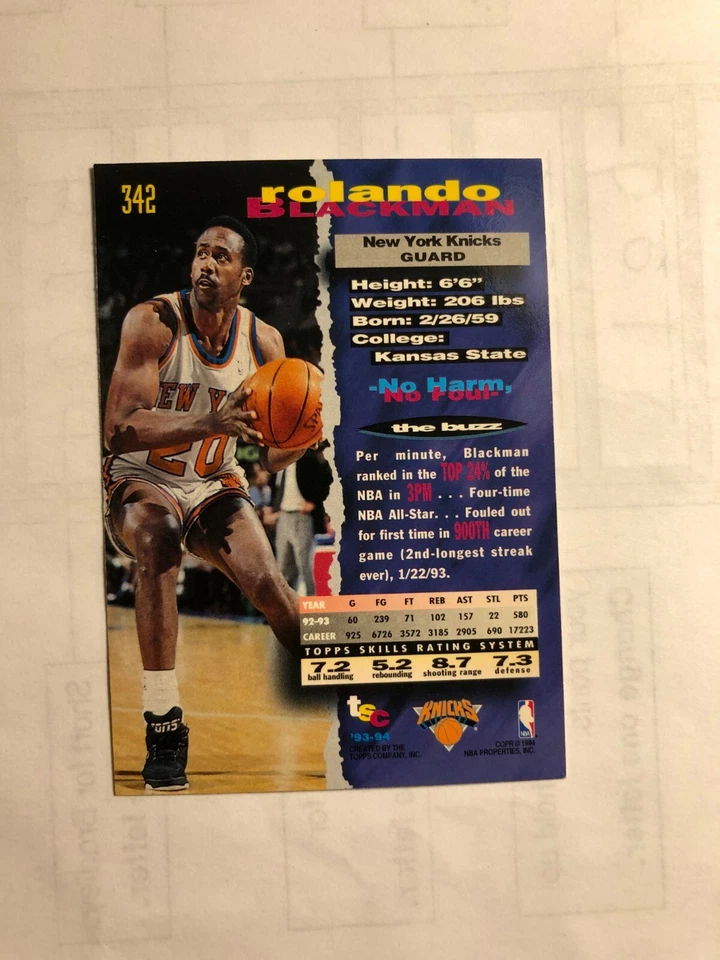 342
rolando
BLACKMAN
New York Knicks
GUARD
Height: 6'6"
Weight: 206 lbs
Born: 2/26/59
College:
Kansas State
-No Harm,
No Foul-
the buzz
Per minute, Blackman
ranked in the TOP 24% of the
NBA in 3PM . . . Four-time
NBA All-Star. . . Fouled out
for first time in 900TH career
game (2nd-longest streak
ever), 1/22/93.
YEAR G FG FT REB AST STL PTS
92-93 60 239 71 102 157 22 580
CAREER 925 6726 3572 3185 2905 690 17223
TOPPS SKILLS RATING SYSTEM
7.2 5.2 8.7 7.3
ball handling rebounding shooting range defense
tsc
'93-94
CREATED BY THE
TOPPS COMPANY, INC.
KNICKS
NBA
COPR © 1994
NBA PROPERTIES, INC.
NEW Y
20
SPAL